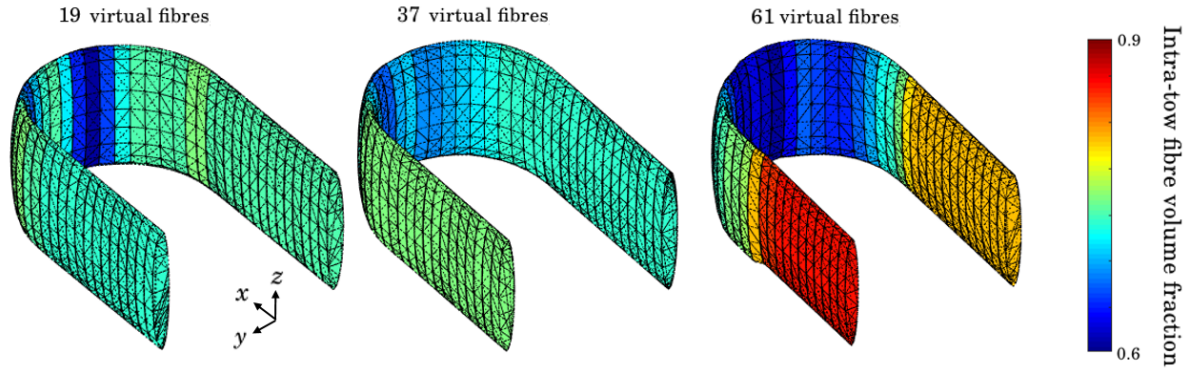 19 virtual fibres
37 virtual fibres
61 virtual fibres
x
y
z
0.9
0.6
Intra-tow fibre volume fraction